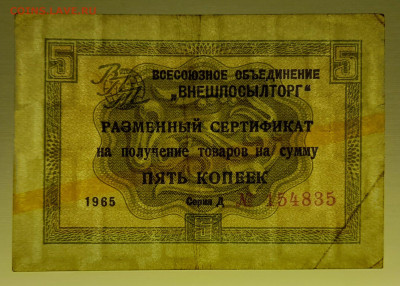 5 5
ВСЕСОЮЗНОЕ ОБЪЕДИНЕНИЕ
„ВНЕШПОСЫЛТОРГ"
РАЗМЕННЫЙ СЕРТИФИКАТ
на получение товаров на сумму
ПЯТЬ КОПЕЕК
1965 Серия Д № 154835